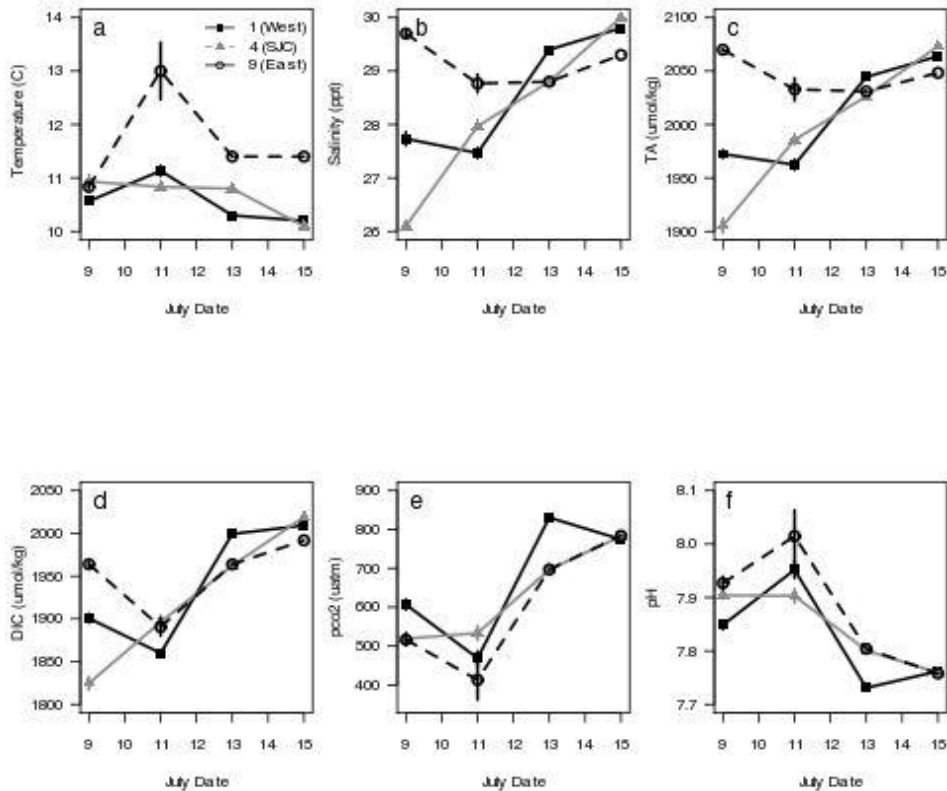 a
1 (West)
4 (SJC)
9 (East)
Temperature (C)
14
13
12
11
10
9 10 11 12 13 14 15
July Date
b
Salinity (ppt)
30
29
28
27
26
9 10 11 12 13 14 15
July Date
c
TA (umol/kg)
2100
2050
2000
1950
1900
9 10 11 12 13 14 15
July Date
d
DIC (umol/kg)
2050
2000
1950
1900
1850
1800
9 10 11 12 13 14 15
July Date
e
pco2 (uatm)
900
800
700
600
500
400
9 10 11 12 13 14 15
July Date
f
pH
8.1
8.0
7.9
7.8
7.7
9 10 11 12 13 14 15
July Date